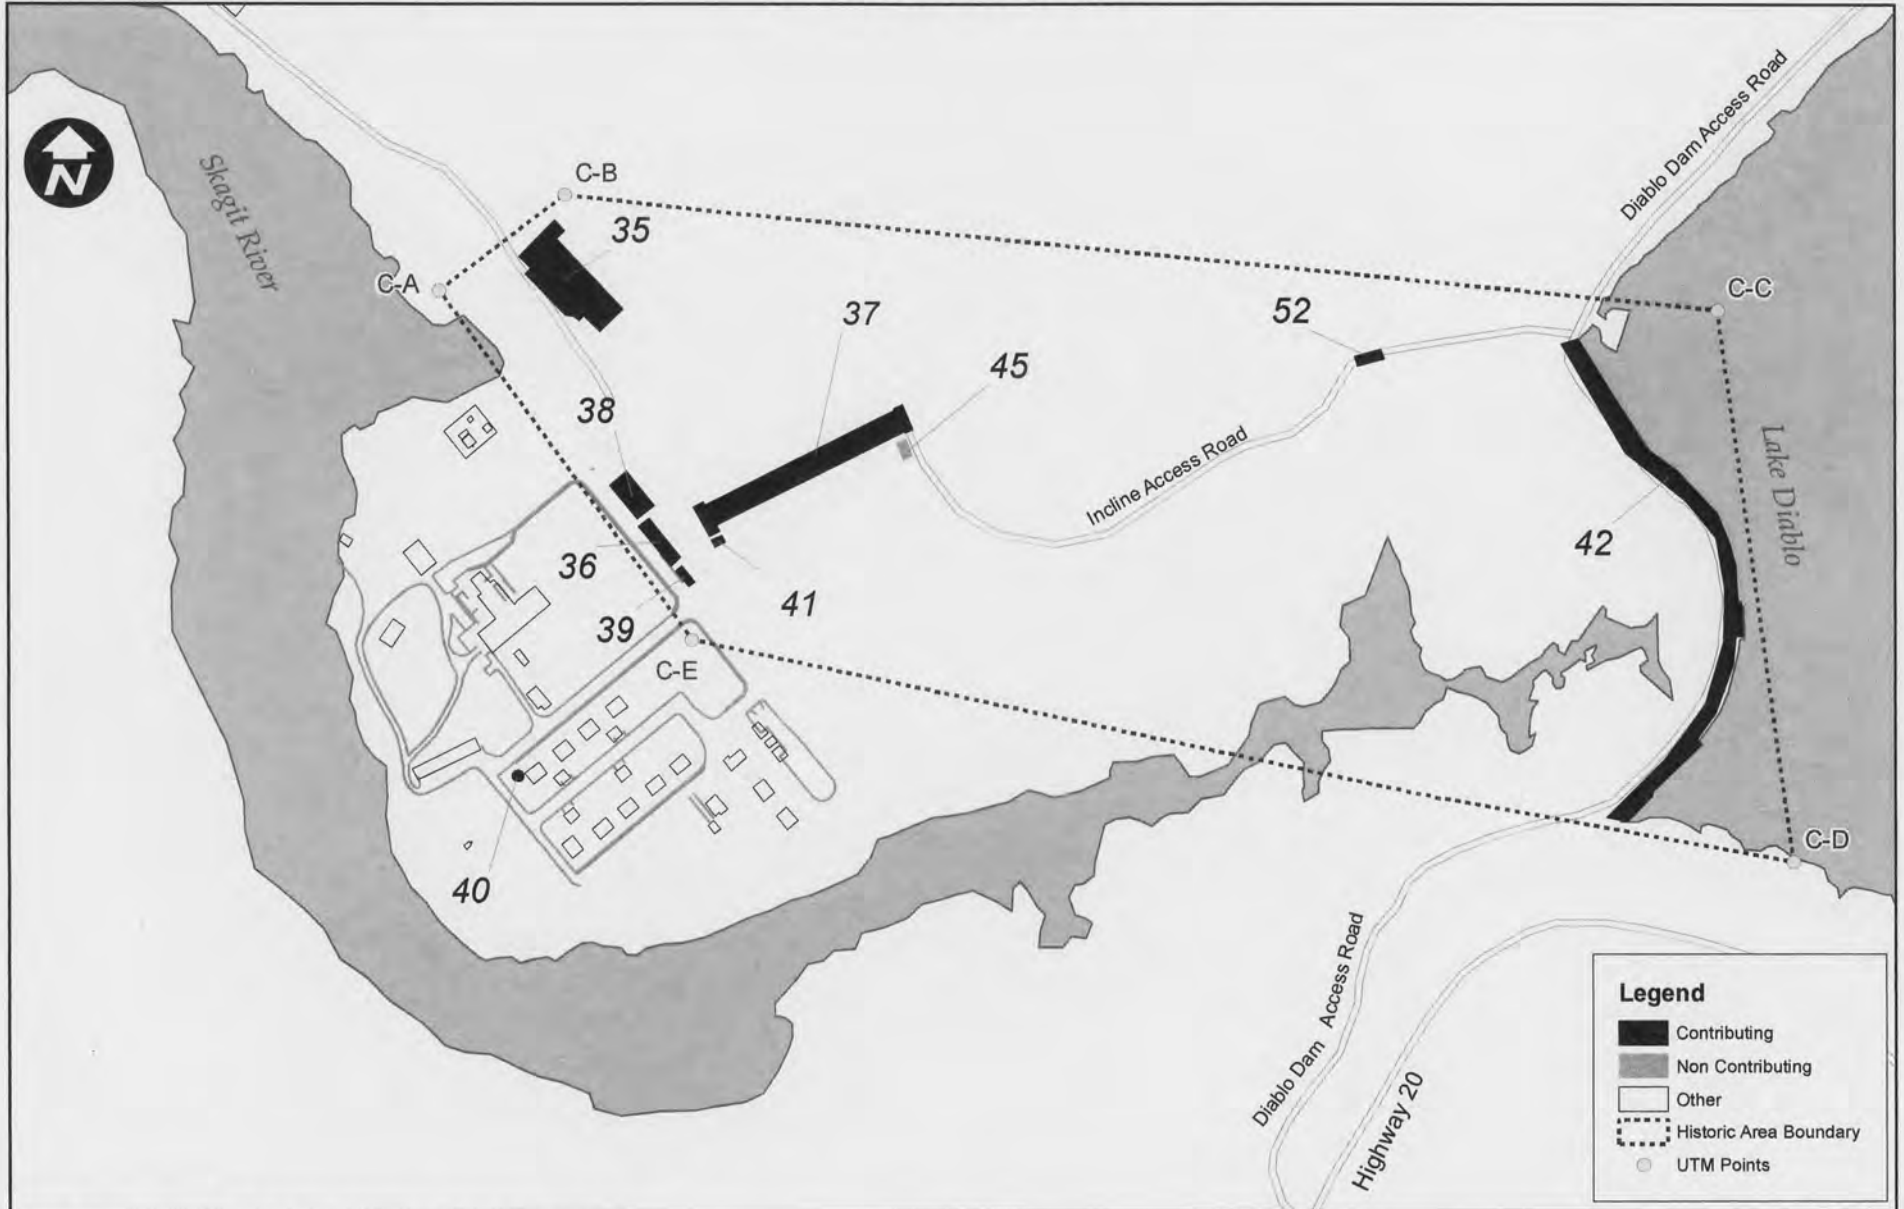 Diablo Dam Access Road
N
Skagit River
C-B
35
C-A
C-C
37
52
45
38
Incline Access Road
Lake Diablo
42
36
41
39
C-E
C-D
40
Diablo Dam Access Road
Highway 20
Legend
Contributing
Non Contributing
Other
Historic Area Boundary
UTM Points